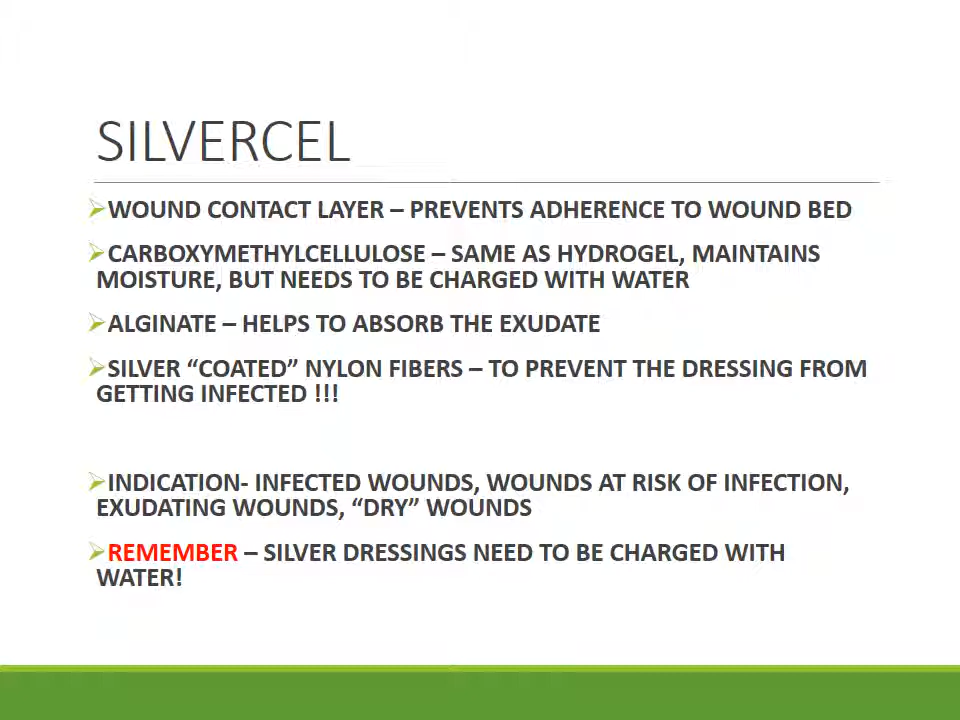 SILVERCEL
WOUND CONTACT LAYER – PREVENTS ADHERENCE TO WOUND BED
CARBOXYMETHYLCELLULOSE – SAME AS HYDROGEL, MAINTAINS
MOISTURE, BUT NEEDS TO BE CHARGED WITH WATER
ALGINATE – HELPS TO ABSORB THE EXUDATE
SILVER “COATED” NYLON FIBERS – TO PREVENT THE DRESSING FROM
GETTING INFECTED !!!
INDICATION- INFECTED WOUNDS, WOUNDS AT RISK OF INFECTION,
EXUDATING WOUNDS, “DRY” WOUNDS
REMEMBER – SILVER DRESSINGS NEED TO BE CHARGED WITH
WATER!